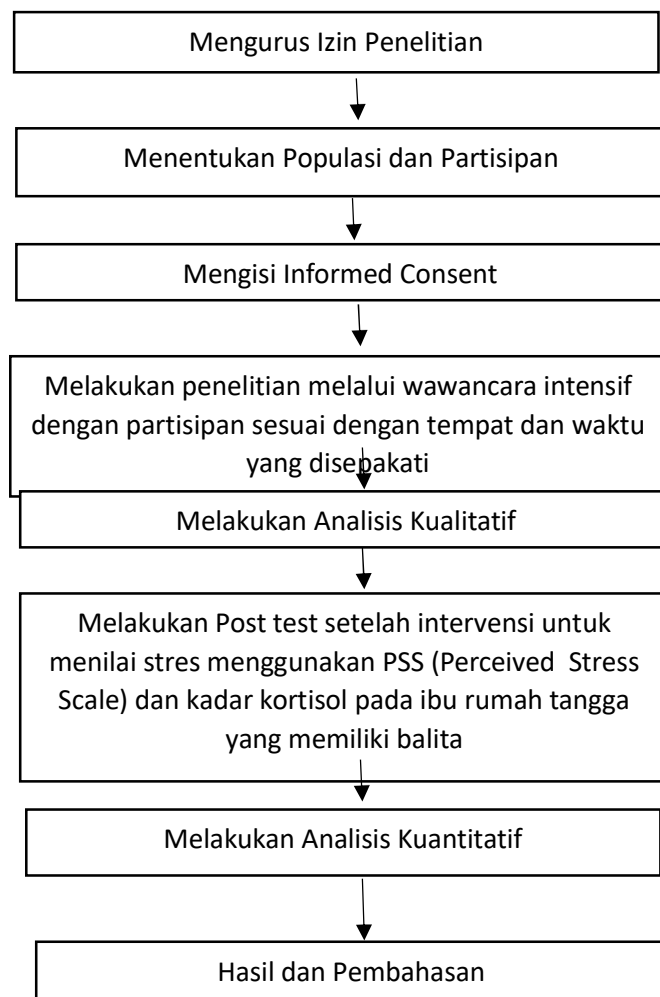 Mengurus Izin Penelitian
Menentukan Populasi dan Partisipan
Mengisi Informed Consent
Melakukan penelitian melalui wawancara intensif
dengan partisipan sesuai dengan tempat dan waktu
yang disepakati
Melakukan Analisis Kualitatif
Melakukan Post test setelah intervensi untuk
menilai stres menggunakan PSS (Perceived Stress
Scale) dan kadar kortisol pada ibu rumah tangga
yang memiliki balita
Melakukan Analisis Kuantitatif
Hasil dan Pembahasan